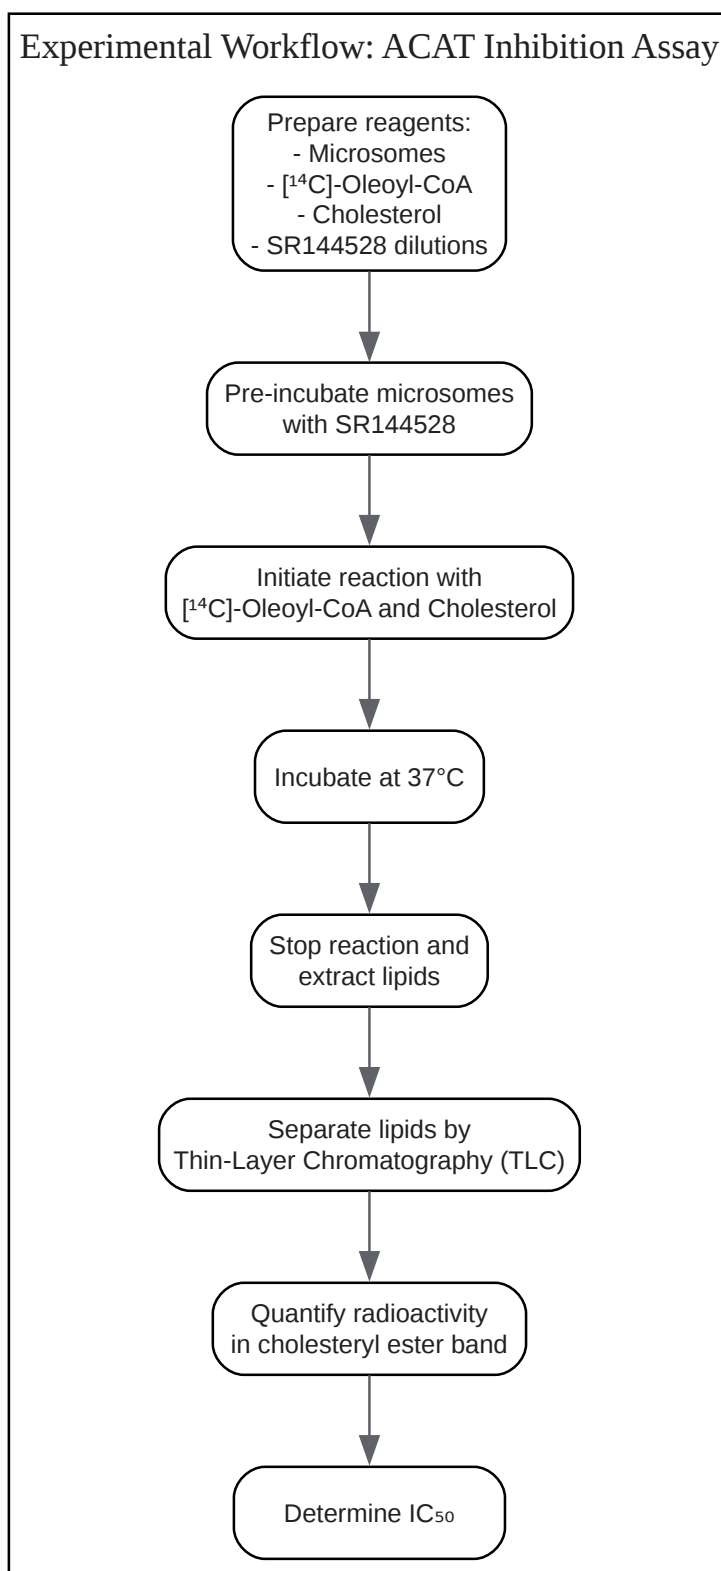 Experimental Workflow: ACAT Inhibition Assay
Prepare reagents:
- Microsomes
- [¹⁴C]-Oleoyl-CoA
- Cholesterol
- SR144528 dilutions
Pre-incubate microsomes
with SR144528
Initiate reaction with
[¹⁴C]-Oleoyl-CoA and Cholesterol
Incubate at 37°C
Stop reaction and
extract lipids
Separate lipids by
Thin-Layer Chromatography (TLC)
Quantify radioactivity
in cholesteryl ester band
Determine IC₅₀